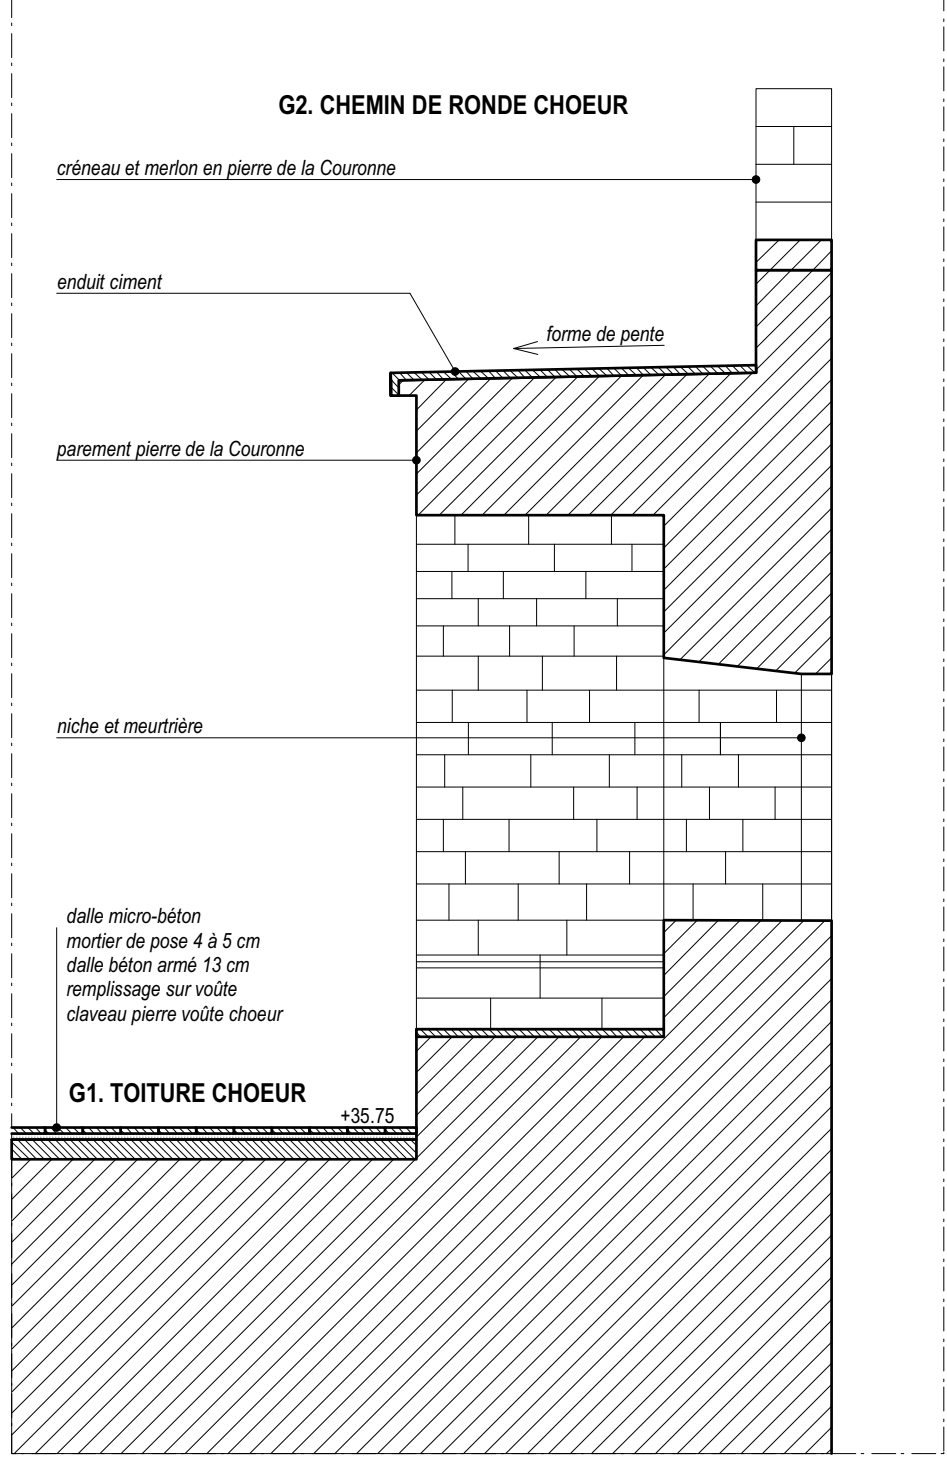 G2. CHEMIN DE RONDE CHOEUR
créneau et merlon en pierre de la Couronne
enduit ciment
forme de pente
parement pierre de la Couronne
niche et meurtrière
dalle micro-béton
mortier de pose 4 à 5 cm
dalle béton armé 13 cm
remplissage sur voûte
claveau pierre voûte choeur
G1. TOITURE CHOEUR
+35.75